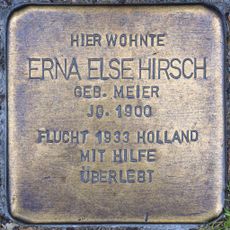 HIER WOHNTE
ERNA ELSE HIRSCH
GEB. MEIER
JG. 1900
FLUCHT 1933 HOLLAND
MIT HILFE
ÜBERLEBT